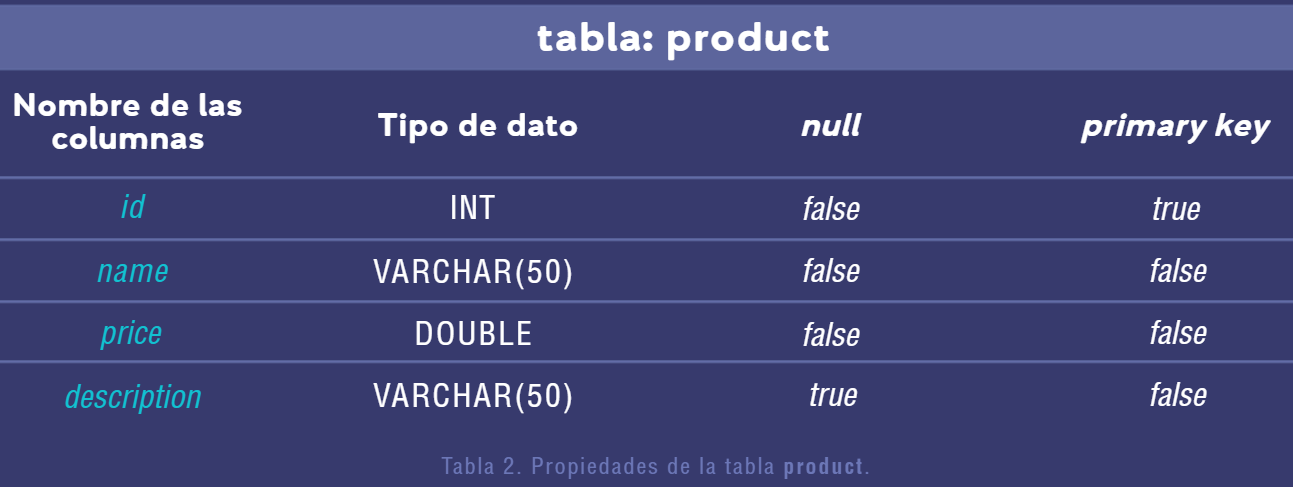 tabla: product
Nombre de las
columnas
Tipo de dato
null
primary key
id
INT
false
true
name
VARCHAR(50)
false
false
price
DOUBLE
false
false
description
VARCHAR(50)
true
false
Tabla 2. Propiedades de la tabla product.